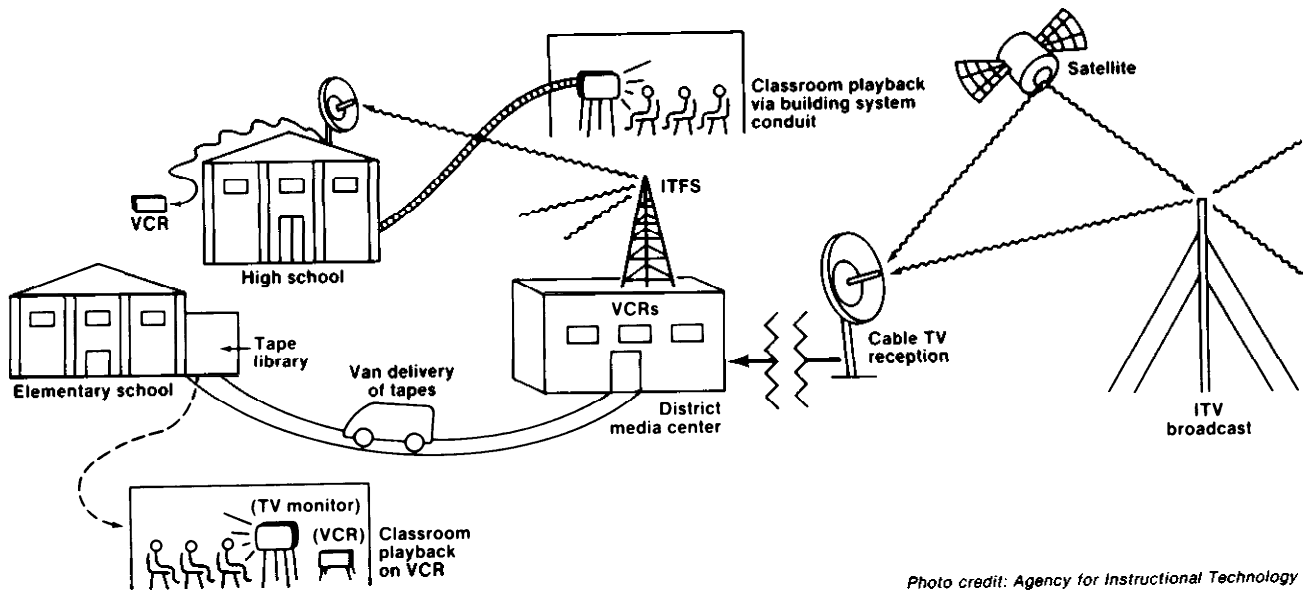 Classroom playback
via building system
conduit
Satellite
ITFS
VCR
High school
VCRs
Cable TV
reception
Tape
library
Elementary school
Van delivery
of tapes
District
media center
ITV
broadcast
(TV monitor)
(VCR)
Classroom
playback
on VCR
Photo credit: Agency for Instructional Technology